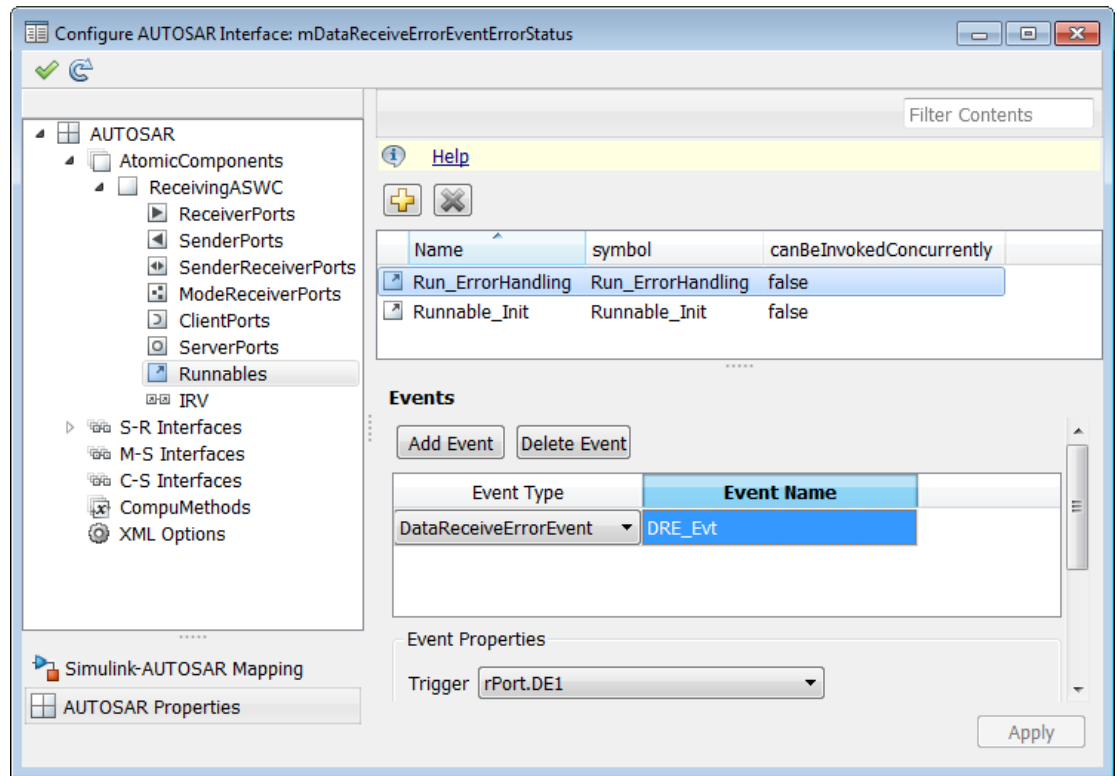 Configure AUTOSAR Interface: mDataReceiveErrorEventErrorStatus
Filter Contents
AUTOSAR
AtomicComponents
ReceivingASWC
ReceiverPorts
SenderPorts
SenderReceiverPorts
ModeReceiverPorts
ClientPorts
ServerPorts
Runnables
IRV
S-R Interfaces
M-S Interfaces
C-S Interfaces
CompuMethods
XML Options
Simulink-AUTOSAR Mapping
AUTOSAR Properties
Help
Name symbol canBeInvokedConcurrently
Run_ErrorHandling Run_ErrorHandling false
Runnable_Init Runnable_Init false
Events
Add Event Delete Event
Event Type Event Name
DataReceiveErrorEvent DRE_Evt
Event Properties
Trigger rPort.DE1
Apply